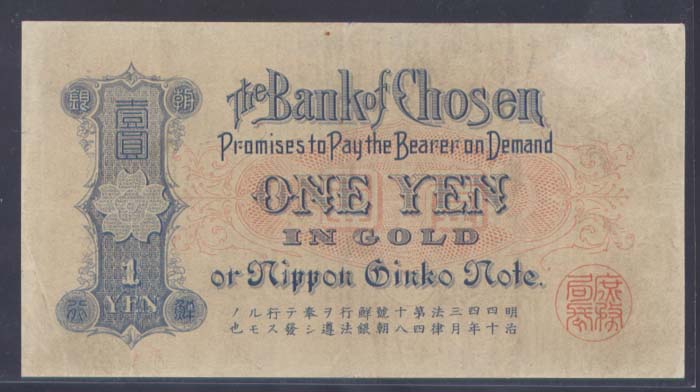 朝鮮
銀行
壹圓
1
YEN
The Bank of Chosen
Promises to Pay the Bearer on Demand
ONE YEN
IN GOLD
or Nippon Ginko Note.
明治四十四年三月法律第四十八號朝鮮銀行法ヲ遵奉シテ發行スルモノ也
庶務